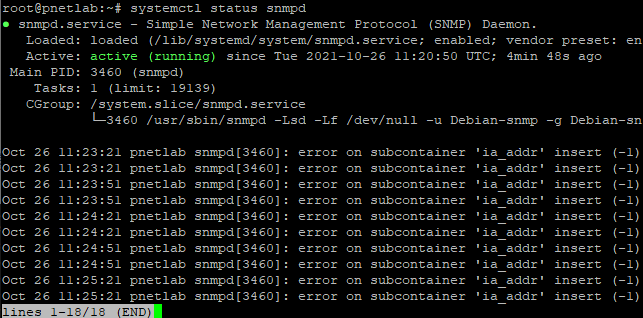 root@pnetlab:~# systemctl status snmpd
● snmpd.service - Simple Network Management Protocol (SNMP) Daemon.
   Loaded: loaded (/lib/systemd/system/snmpd.service; enabled; vendor preset: en
   Active: active (running) since Tue 2021-10-26 11:20:50 UTC; 4min 48s ago
 Main PID: 3460 (snmpd)
    Tasks: 1 (limit: 19139)
   CGroup: /system.slice/snmpd.service
           └─3460 /usr/sbin/snmpd -Lsd -Lf /dev/null -u Debian-snmp -g Debian-sn
Oct 26 11:23:21 pnetlab snmpd[3460]: error on subcontainer 'ia_addr' insert (-1)
Oct 26 11:23:21 pnetlab snmpd[3460]: error on subcontainer 'ia_addr' insert (-1)
Oct 26 11:23:51 pnetlab snmpd[3460]: error on subcontainer 'ia_addr' insert (-1)
Oct 26 11:23:51 pnetlab snmpd[3460]: error on subcontainer 'ia_addr' insert (-1)
Oct 26 11:24:21 pnetlab snmpd[3460]: error on subcontainer 'ia_addr' insert (-1)
Oct 26 11:24:21 pnetlab snmpd[3460]: error on subcontainer 'ia_addr' insert (-1)
Oct 26 11:24:51 pnetlab snmpd[3460]: error on subcontainer 'ia_addr' insert (-1)
Oct 26 11:24:51 pnetlab snmpd[3460]: error on subcontainer 'ia_addr' insert (-1)
Oct 26 11:25:21 pnetlab snmpd[3460]: error on subcontainer 'ia_addr' insert (-1)
Oct 26 11:25:21 pnetlab snmpd[3460]: error on subcontainer 'ia_addr' insert (-1)
lines 1-18/18 (END)